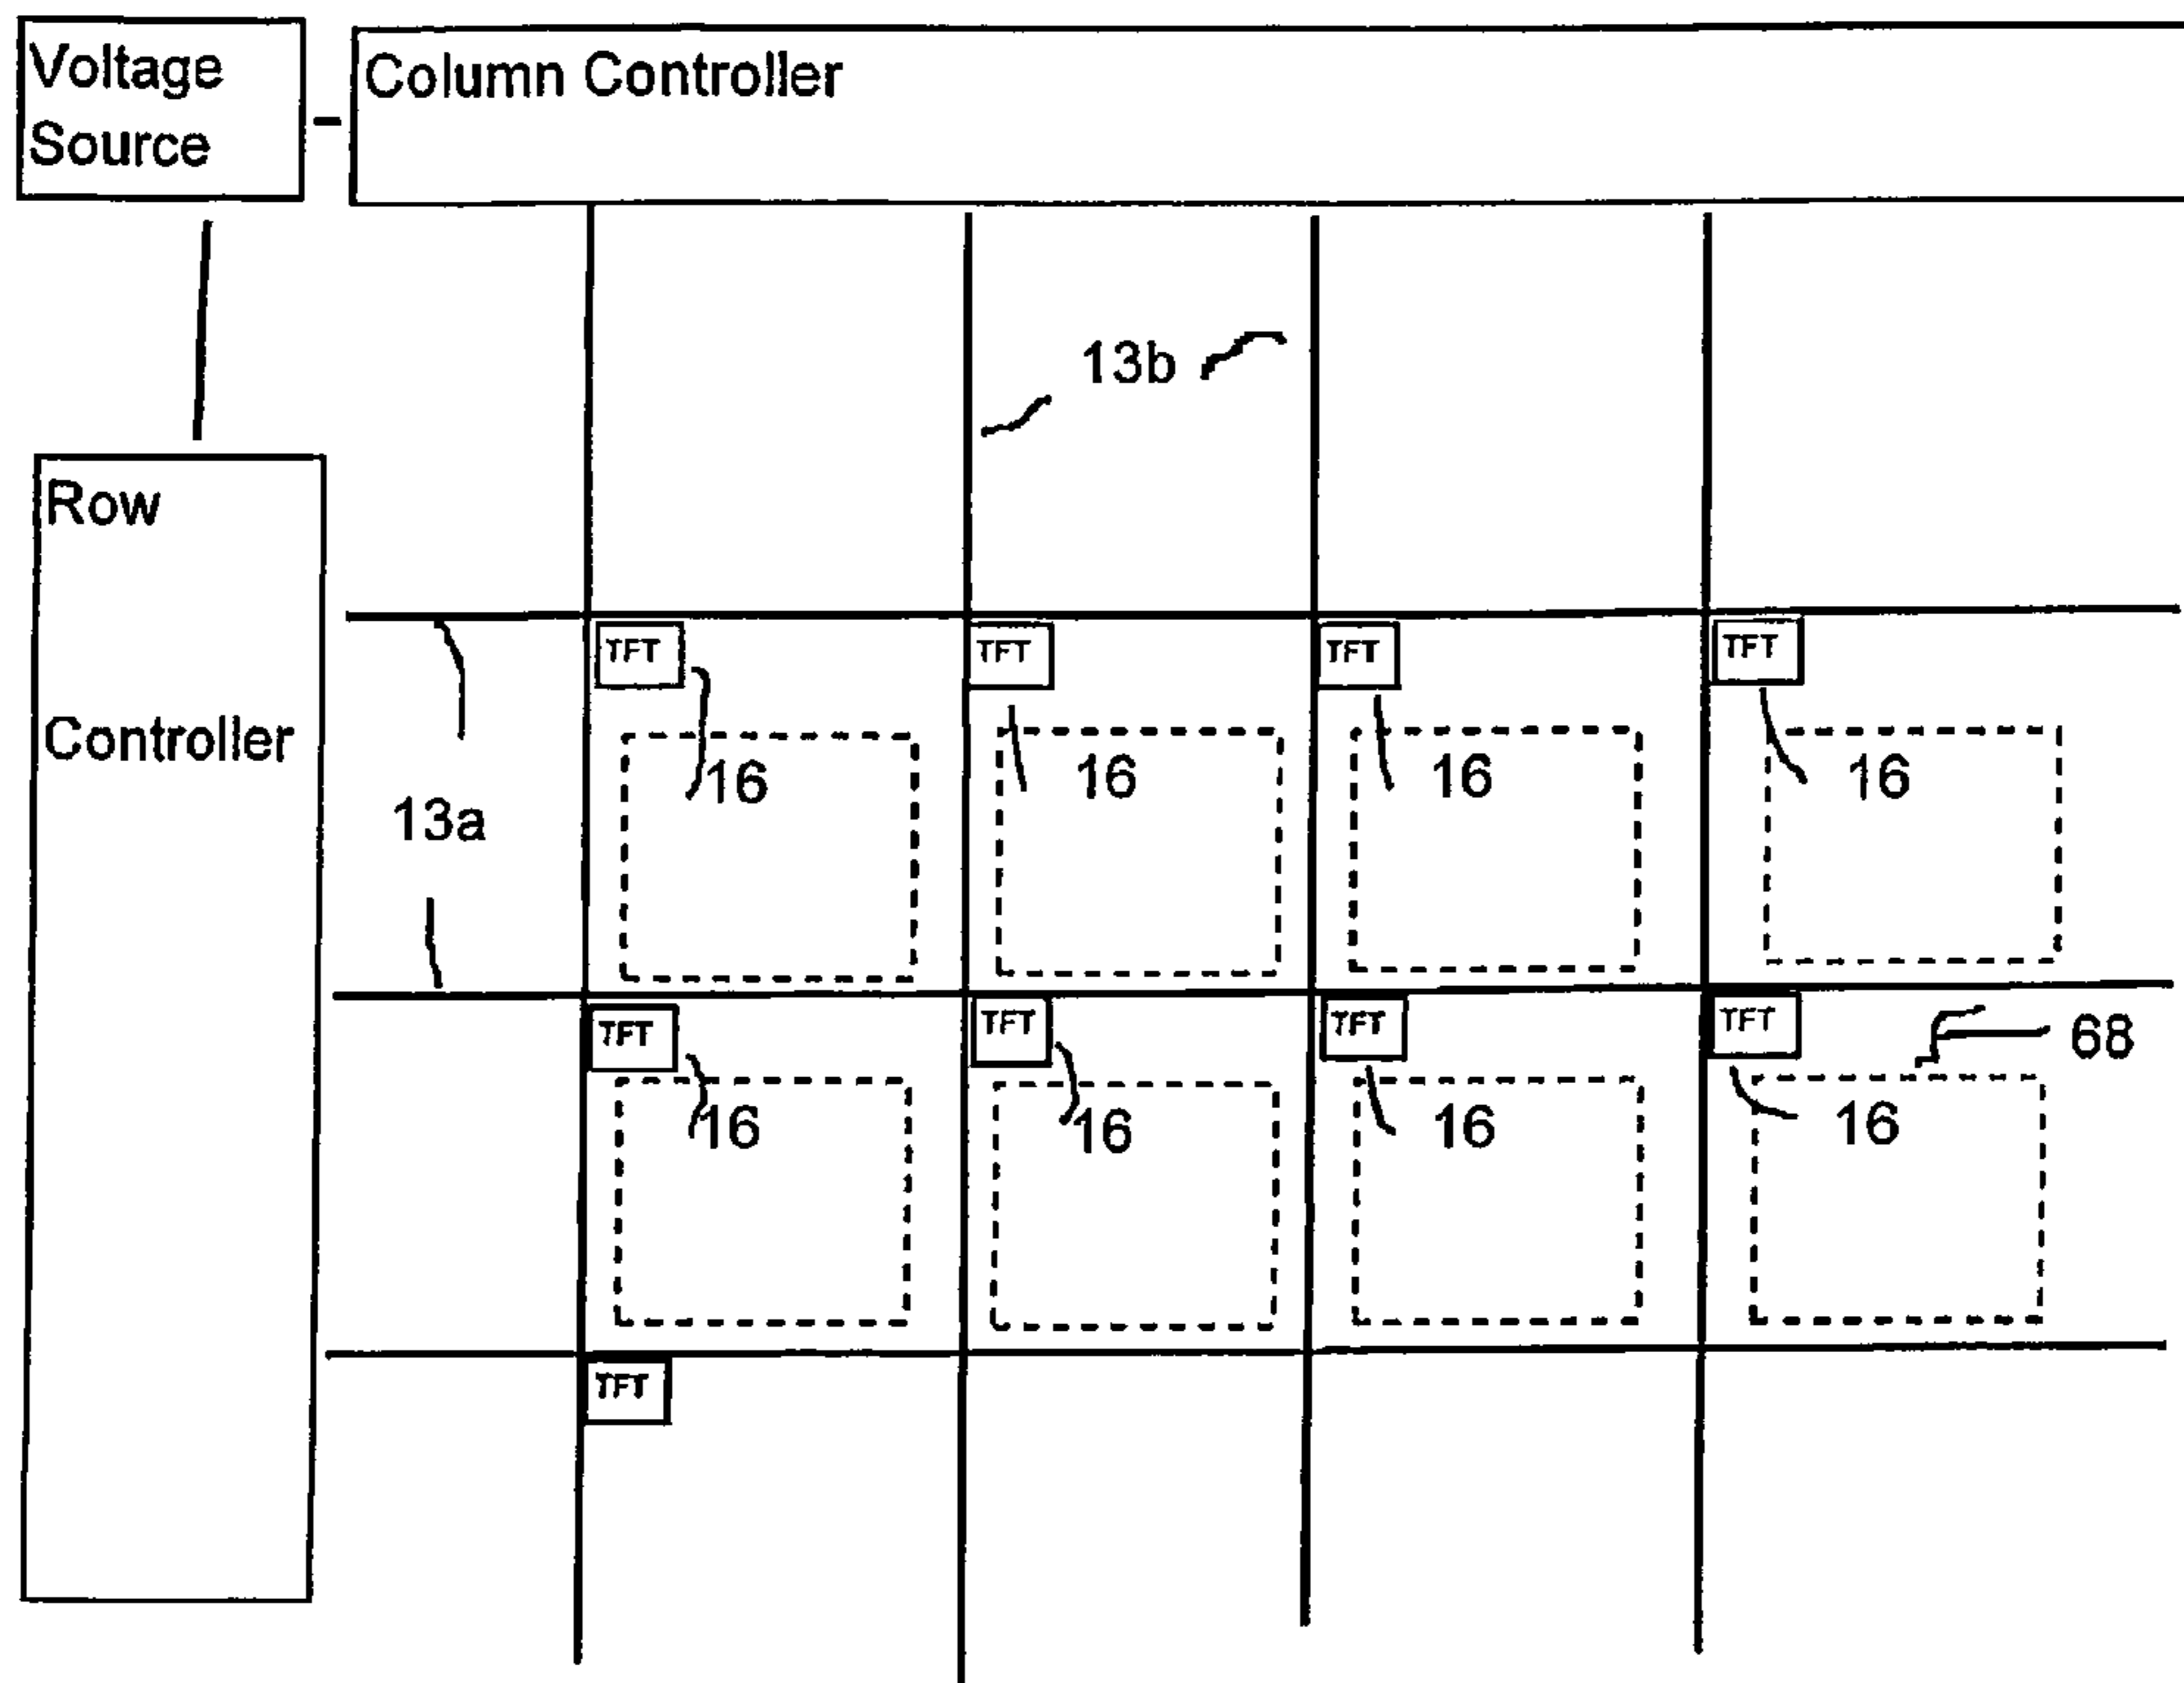 Voltage
Source
Column Controller
13b
Row
Controller
13a
TFT
TFT
TFT
TFT
16
16
16
16
TFT
TFT
TFT
TFT
68
16
16
16
16
TFT